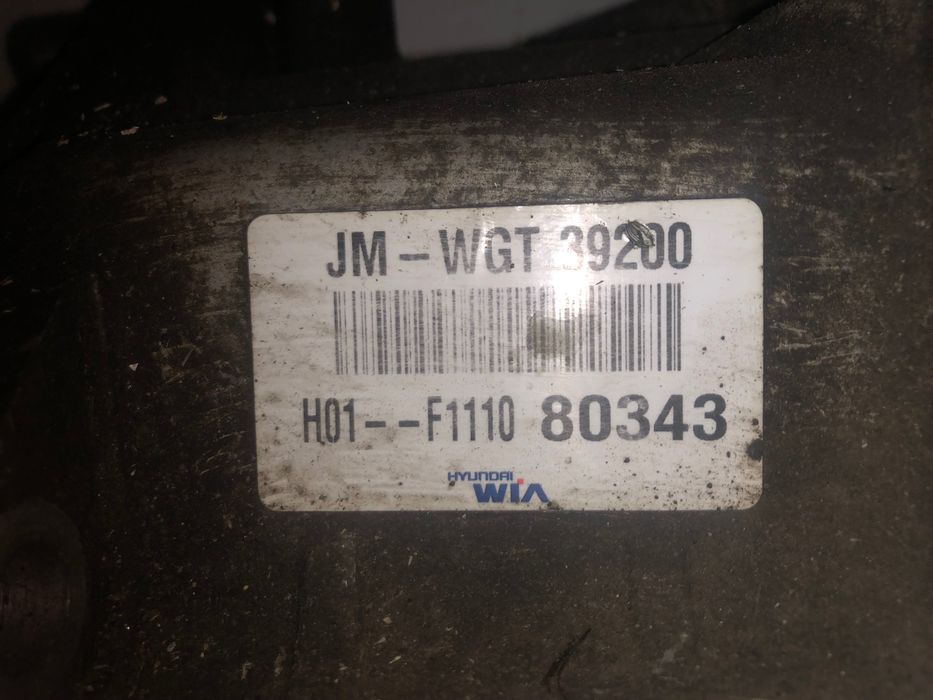 JM-WGT 39200
H01--F1110 80343
HYUNDAI
WIA